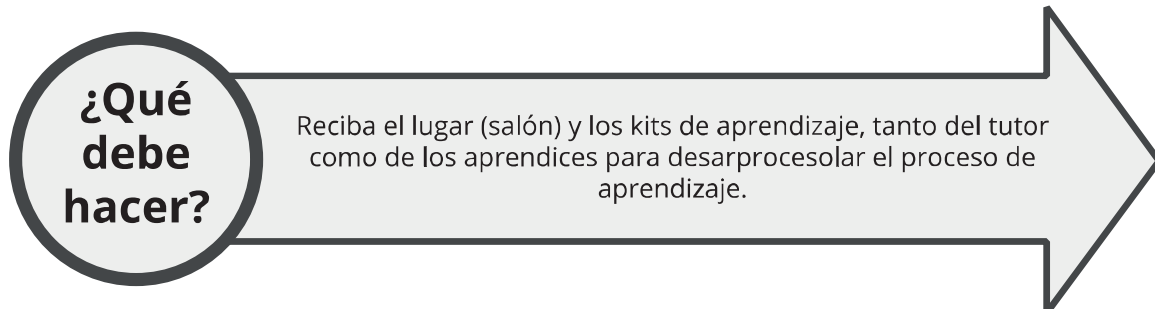 ¿Qué
debe
hacer?
Reciba el lugar (salón) y los kits de aprendizaje, tanto del tutor
como de los aprendices para desarprocesolar el proceso de
aprendizaje.